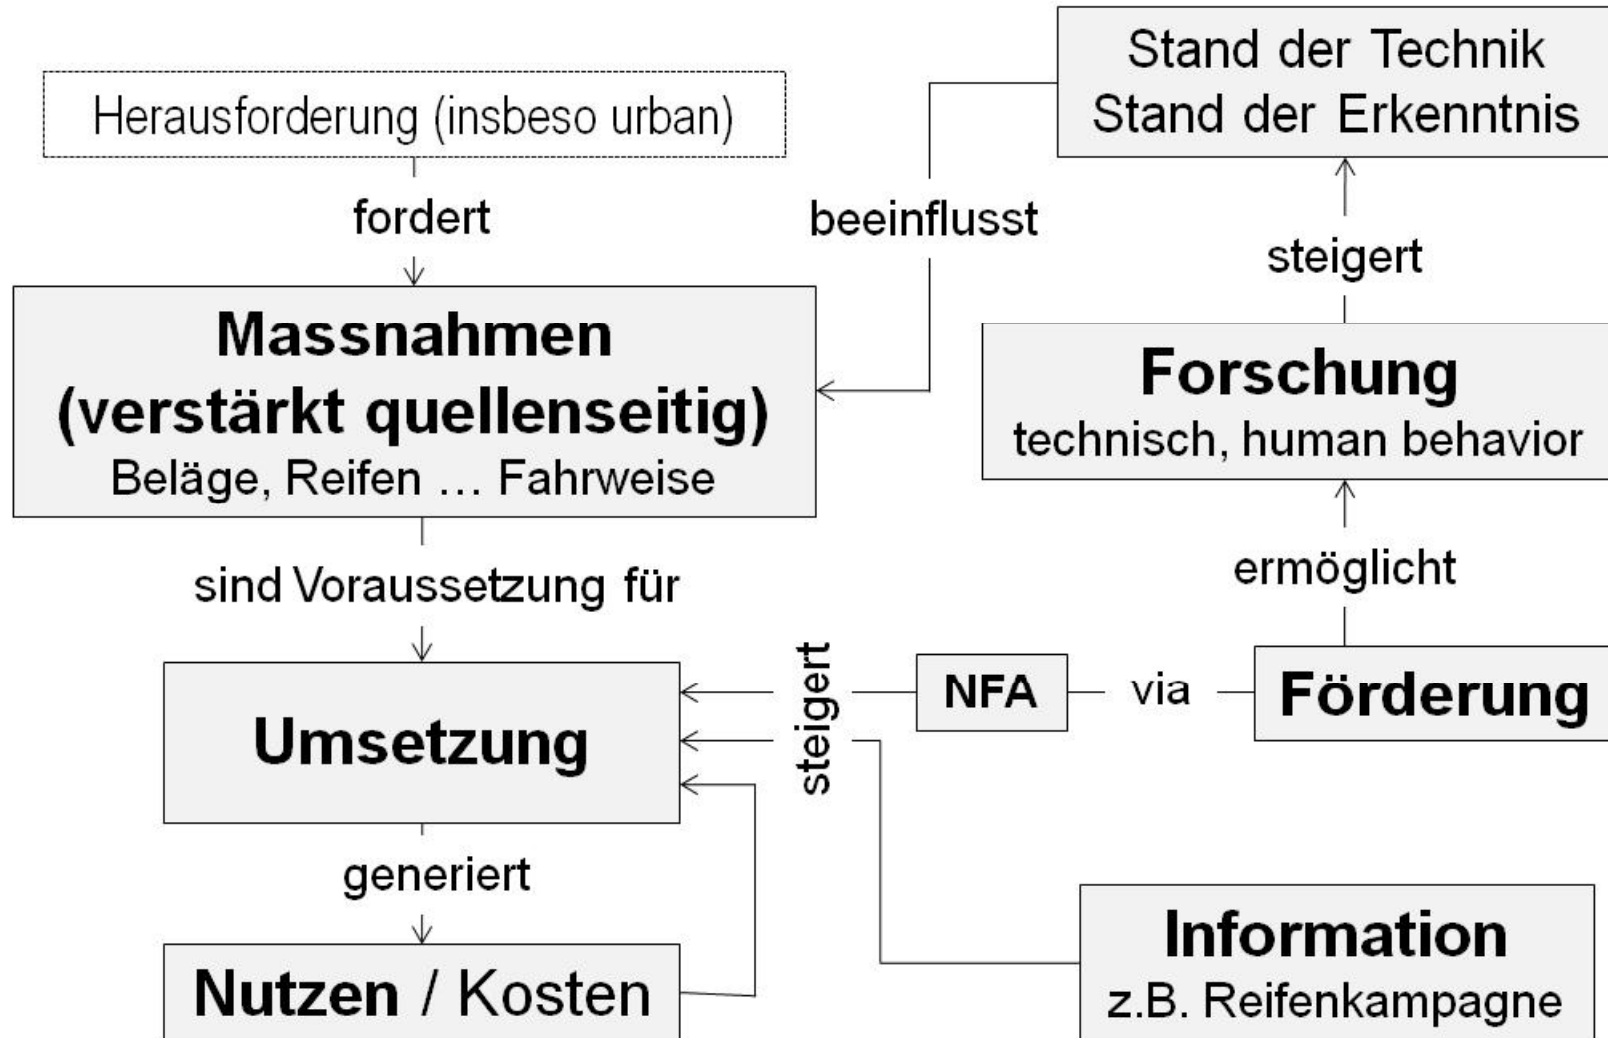 Herausforderung (insbeso urban)
fordert
Massnahmen
(verstärkt quellenseitig)
Beläge, Reifen … Fahrweise
sind Voraussetzung für
Umsetzung
generiert
Nutzen / Kosten
Stand der Technik
Stand der Erkenntnis
beeinflusst
steigert
Forschung
technisch, human behavior
ermöglicht
Förderung
via
NFA
steigert
Information
z.B. Reifenkampagne